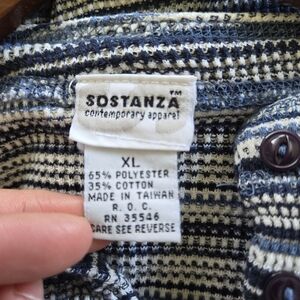 SOSTANZA™
contemporary apparel
XL
65% POLYESTER
35% COTTON
MADE IN TAIWAN
R. O. C.
RN 35546
CARE SEE REVERSE